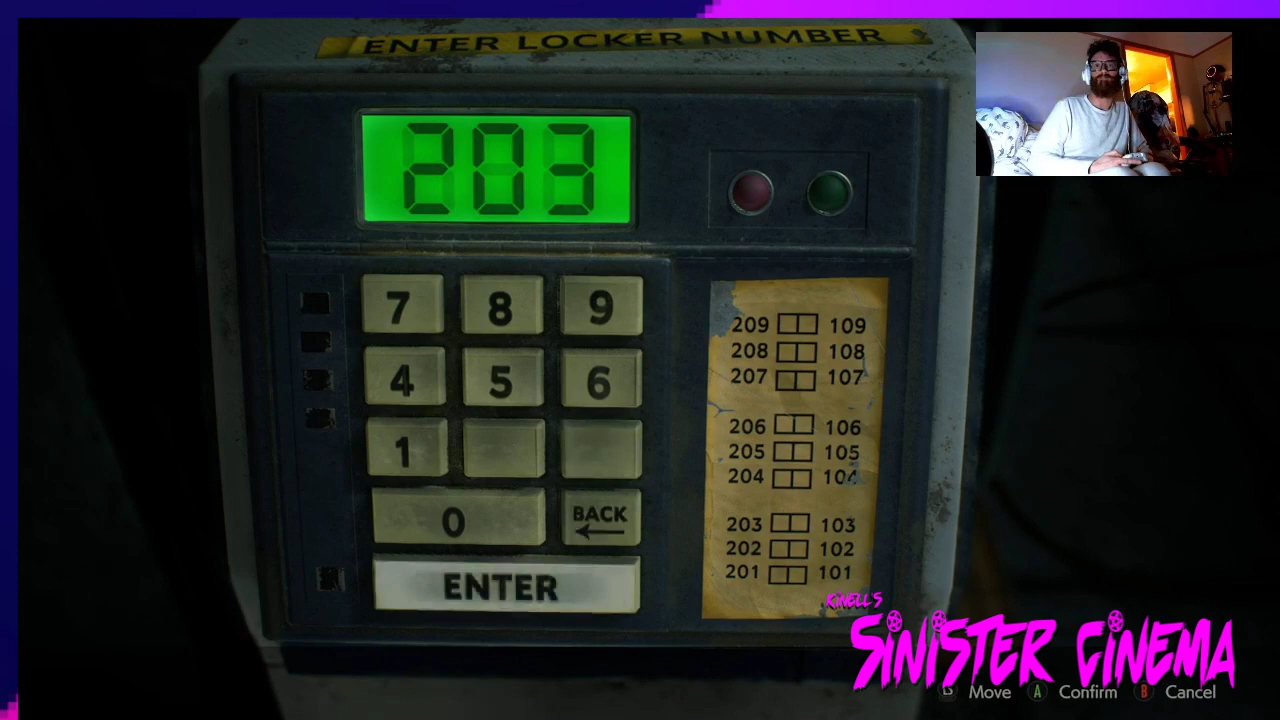 ENTER LOCKER NUMBER
203
7 8 9
4 5 6
1
0 BACK
ENTER
209 109
208 108
207 107
206 106
205 105
204 104
203 103
202 102
201 101
KINELL'S
SINISTER CINEMA
Move A Confirm B Cancel